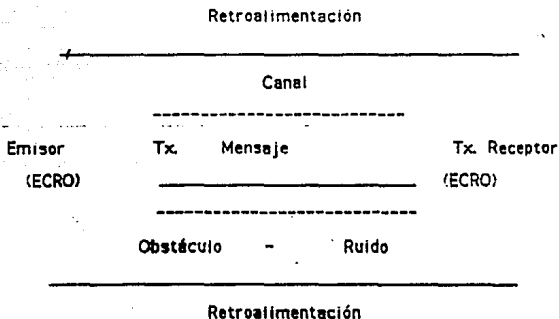 Retroalimentación
Canal
Emisor Tx. Mensaje Tx. Receptor
(ECRO) (ECRO)
Obstáculo - Ruido
Retroalimentación